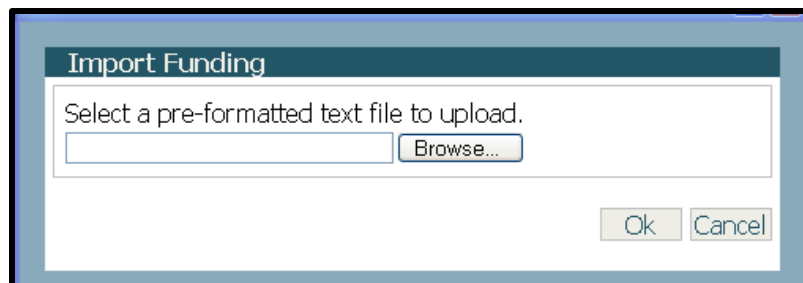 Import Funding
Select a pre-formatted text file to upload.
Browse...
Ok Cancel